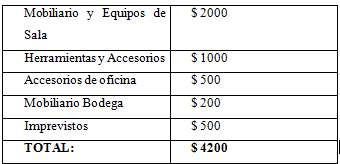 Mobiliario y Equipos de $ 2000
Sala
Herramientas y Accesorios $ 1000
Accesorios de oficina $ 500
Mobiliario Bodega $ 200
Imprevistos $ 500
TOTAL: $ 4200